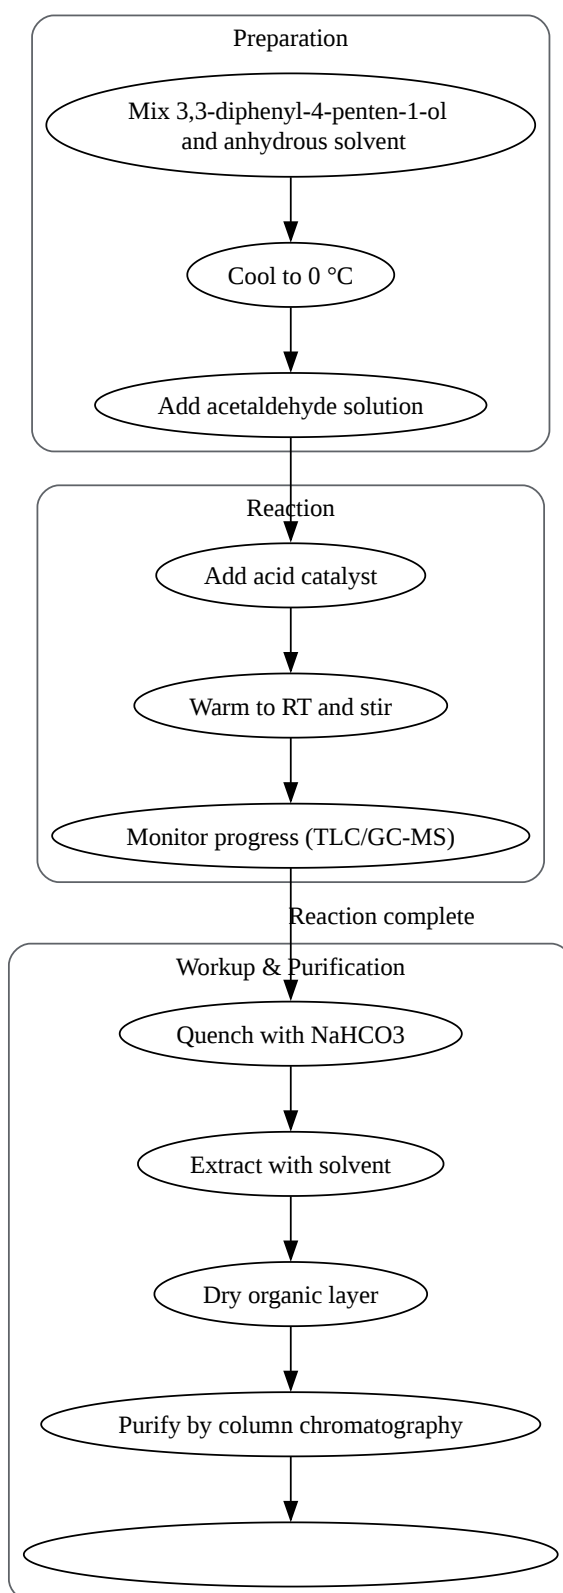 Preparation
Mix 3,3-diphenyl-4-penten-1-ol
and anhydrous solvent
Cool to 0 °C
Add acetaldehyde solution
Reaction
Add acid catalyst
Warm to RT and stir
Monitor progress (TLC/GC-MS)
Reaction complete
Workup & Purification
Quench with NaHCO3
Extract with solvent
Dry organic layer
Purify by column chromatography